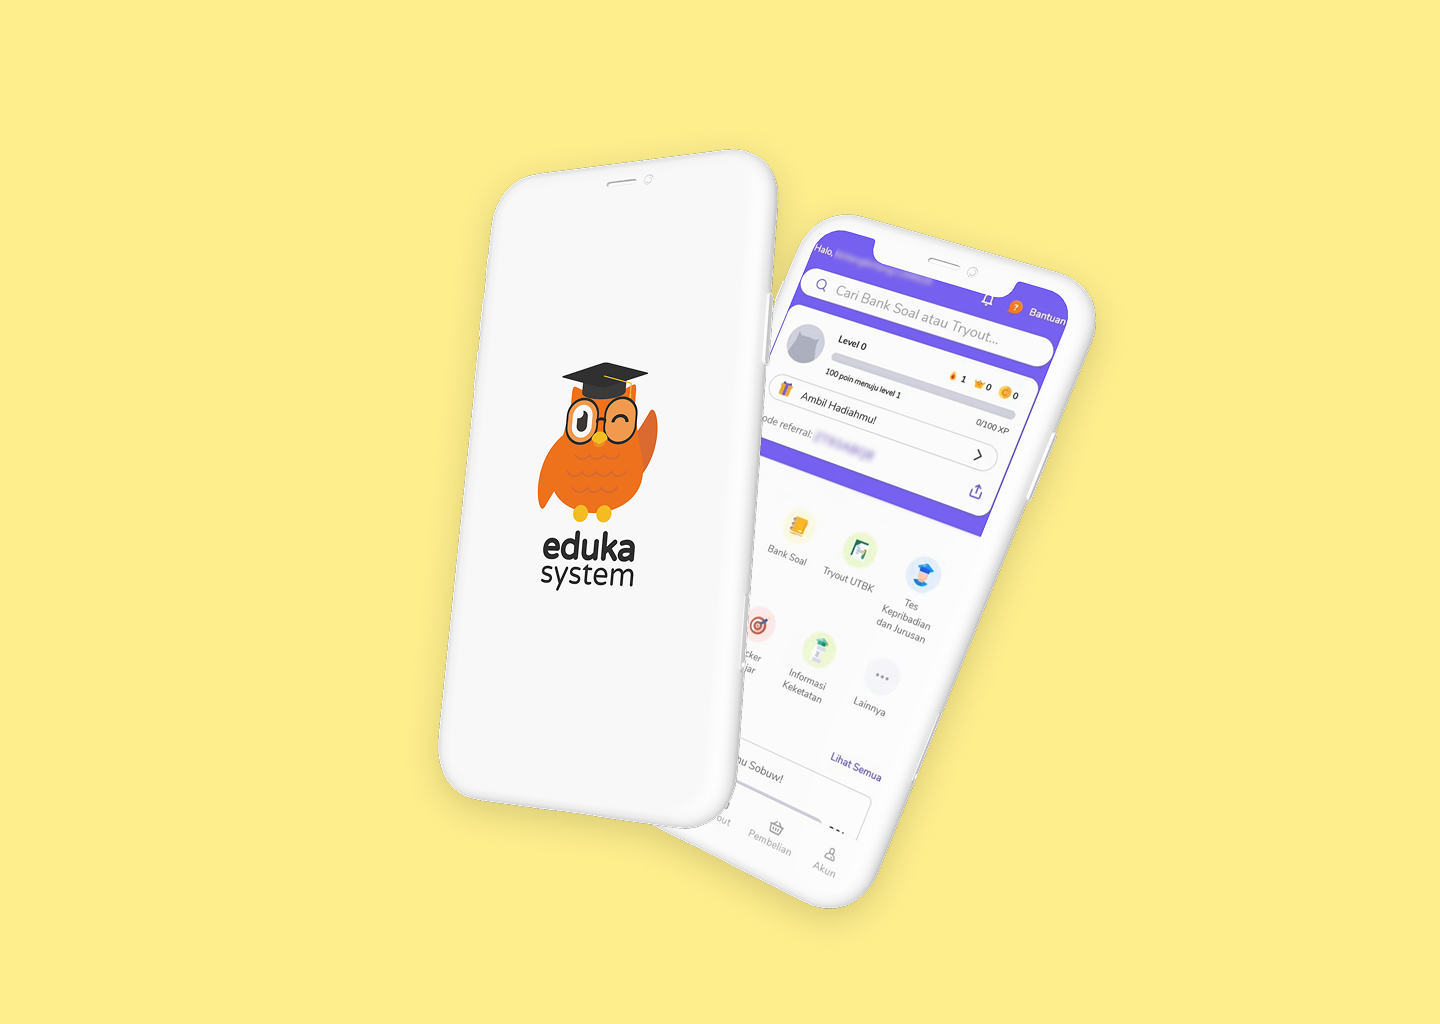 eduka
system
Halo,
Bantuan
Cari Bank Soal atau Tryout...
Level 0
1 0 0
100 poin menuju level 1
0/100 XP
Ambil Hadiahmu!
ode referral:
Bank Soal
Tryout UTBK
Tes
Kepribadian
dan Jurusan
cker
jar
Informasi
Keketatan
Lainnya
Lihat Semua
nu Sobuw!
out
Pembelian
Akun